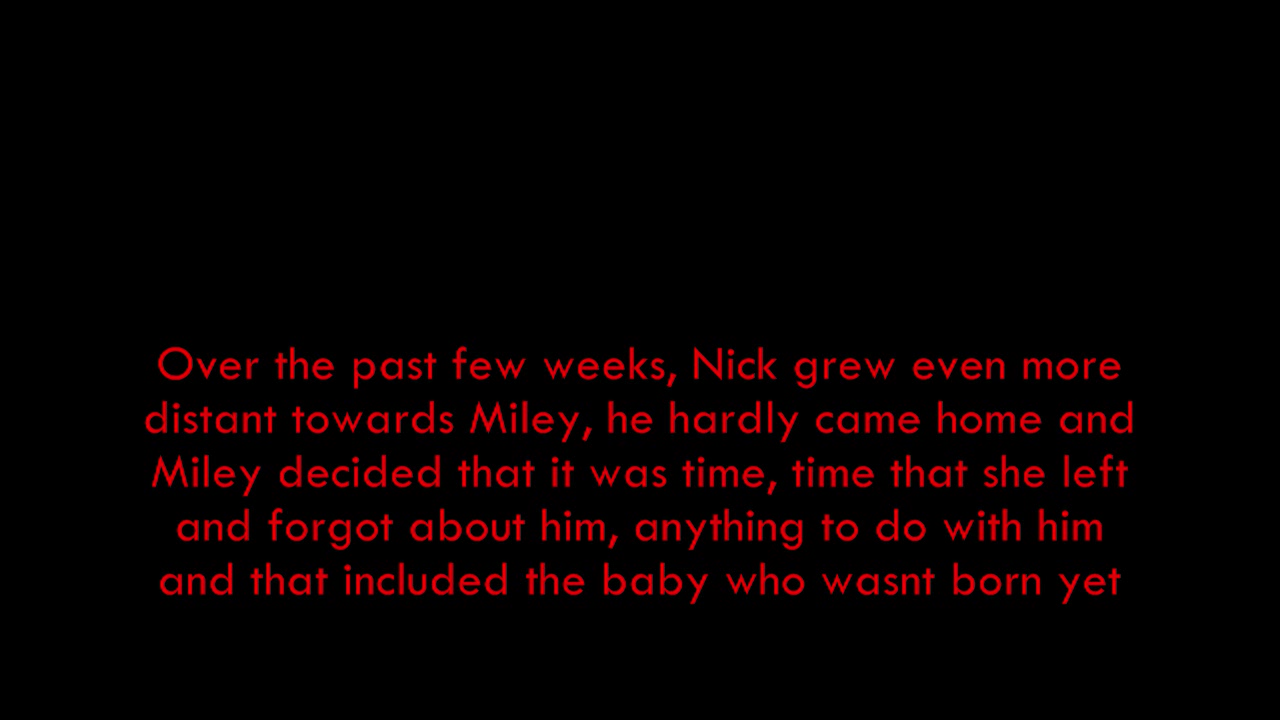 Over the past few weeks, Nick grew even more
distant towards Miley, he hardly came home and
Miley decided that it was time, time that she left
and forgot about him, anything to do with him
and that included the baby who wasnt born yet